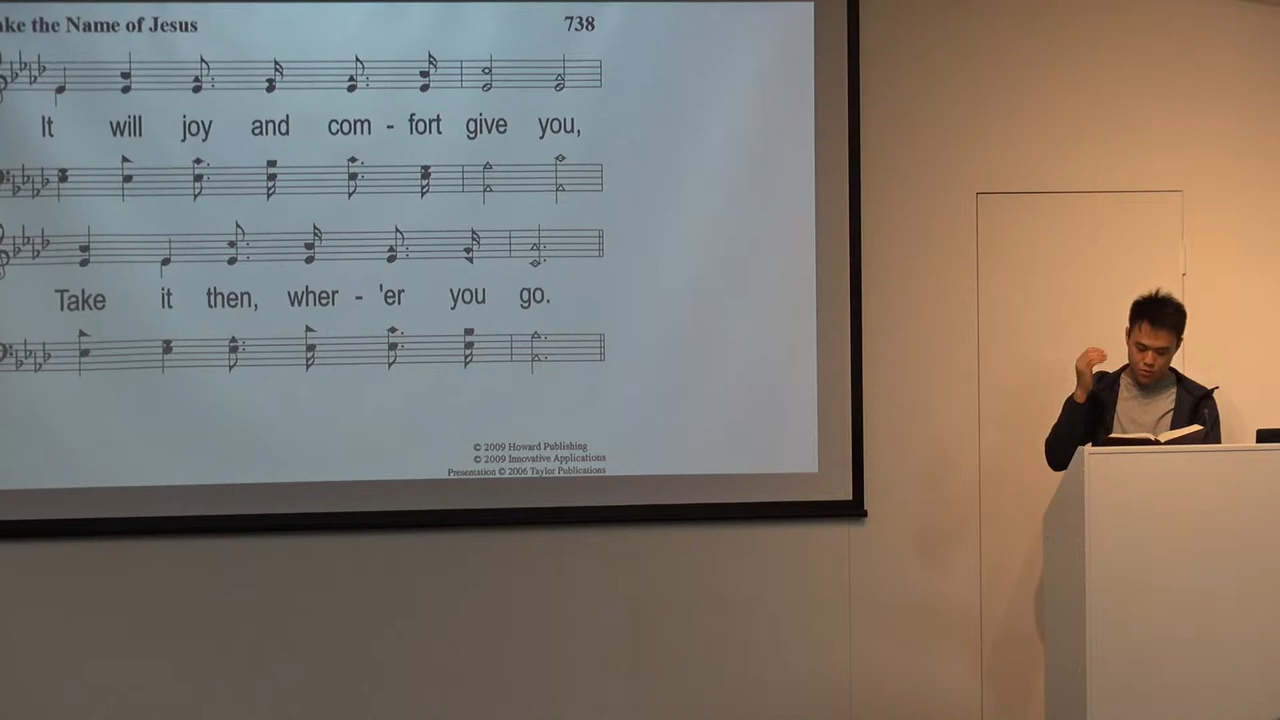 ke the Name of Jesus 738
It will joy and com - fort give you,
Take it then, wher - 'er you go.
© 2009 Howard Publishing
© 2009 Innovative Applications
Presentation © 2006 Taylor Publications